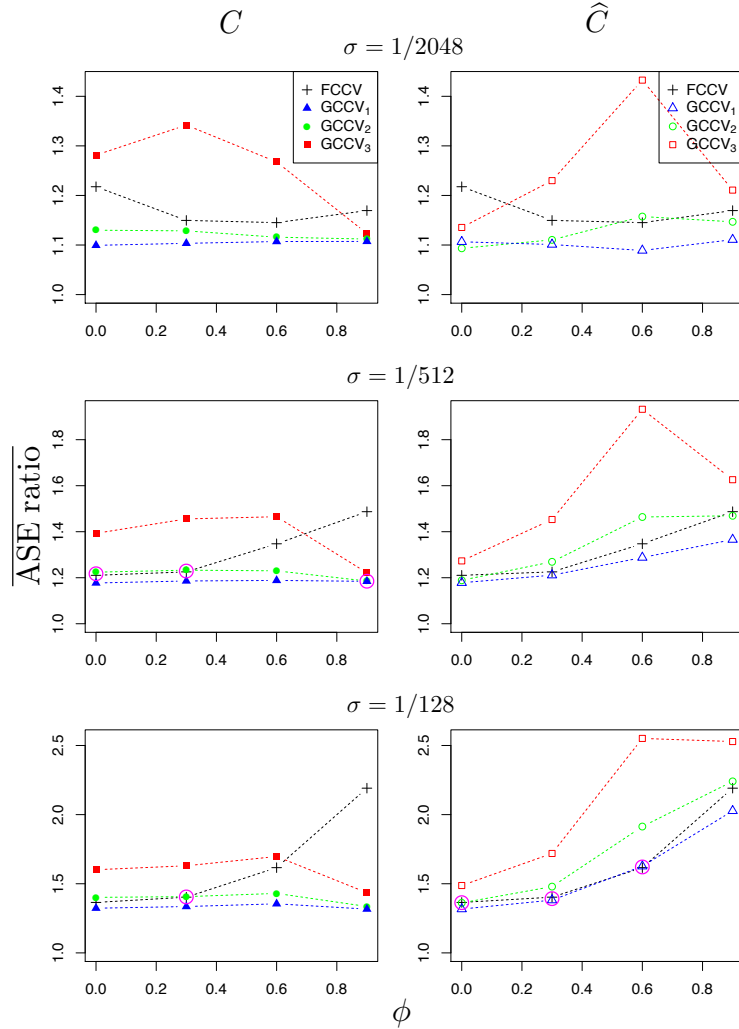 C
Ĉ
σ = 1/2048
1.0 1.1 1.2 1.3 1.4
FCCV
GCCV₁
GCCV₂
GCCV₃
0.0 0.2 0.4 0.6 0.8
1.0 1.1 1.2 1.3 1.4
FCCV
GCCV₁
GCCV₂
GCCV₃
0.0 0.2 0.4 0.6 0.8
σ = 1/512
ASE ratio
1.0 1.2 1.4 1.6 1.8
0.0 0.2 0.4 0.6 0.8
1.0 1.2 1.4 1.6 1.8
0.0 0.2 0.4 0.6 0.8
σ = 1/128
1.0 1.5 2.0 2.5
0.0 0.2 0.4 0.6 0.8
1.0 1.5 2.0 2.5
0.0 0.2 0.4 0.6 0.8
ϕ